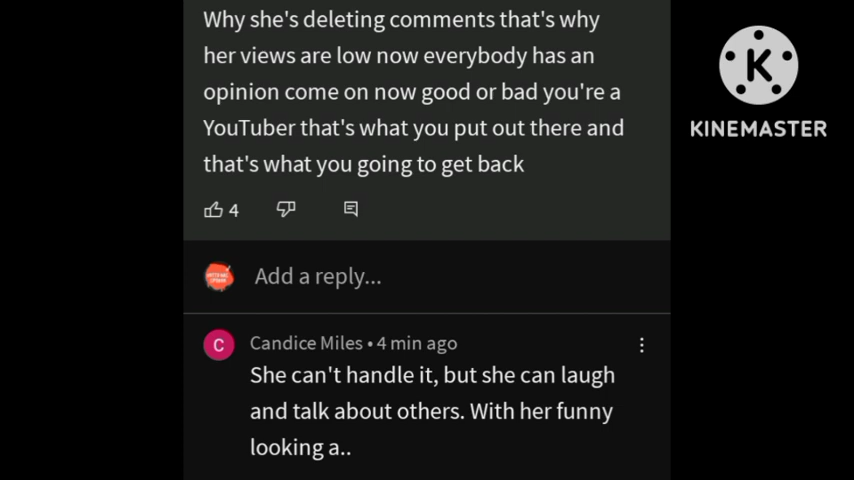 Why she's deleting comments that's why
her views are low now everybody has an
opinion come on now good or bad you're a
YouTuber that's what you put out there and
that's what you going to get back
4
Add a reply...
C
Candice Miles • 4 min ago
She can't handle it, but she can laugh
and talk about others. With her funny
looking a..
K
KINEMASTER